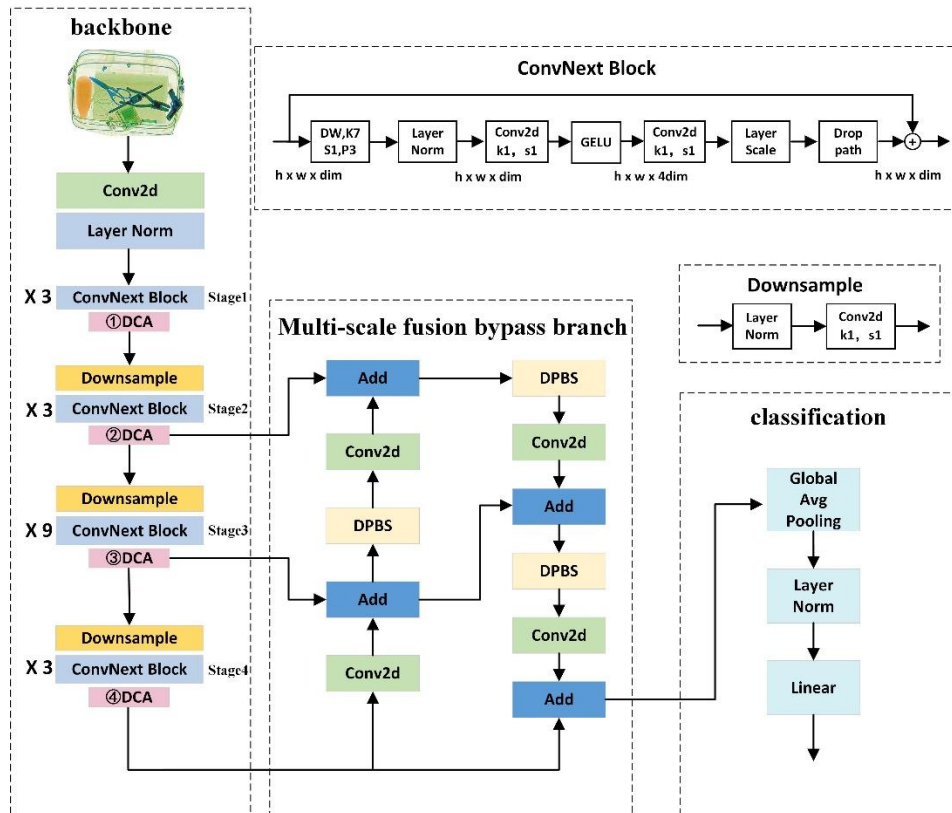 backbone
Conv2d
Layer Norm
X 3
ConvNext Block
Stage1
①DCA
Downsample
X 3
ConvNext Block
Stage2
②DCA
Downsample
X 9
ConvNext Block
Stage3
③DCA
Downsample
X 3
ConvNext Block
Stage4
④DCA
ConvNext Block
DW,K7
S1,P3
Layer
Norm
Conv2d
k1, s1
GELU
Conv2d
k1, s1
Layer
Scale
Drop
path
+
h x w x dim
h x w x dim
h x w x 4dim
h x w x dim
Downsample
Layer
Norm
Conv2d
k1, s1
Multi-scale fusion bypass branch
Add
Conv2d
DPBS
Add
Conv2d
DPBS
Conv2d
Add
DPBS
Conv2d
Add
classification
Global
Avg
Pooling
Layer
Norm
Linear